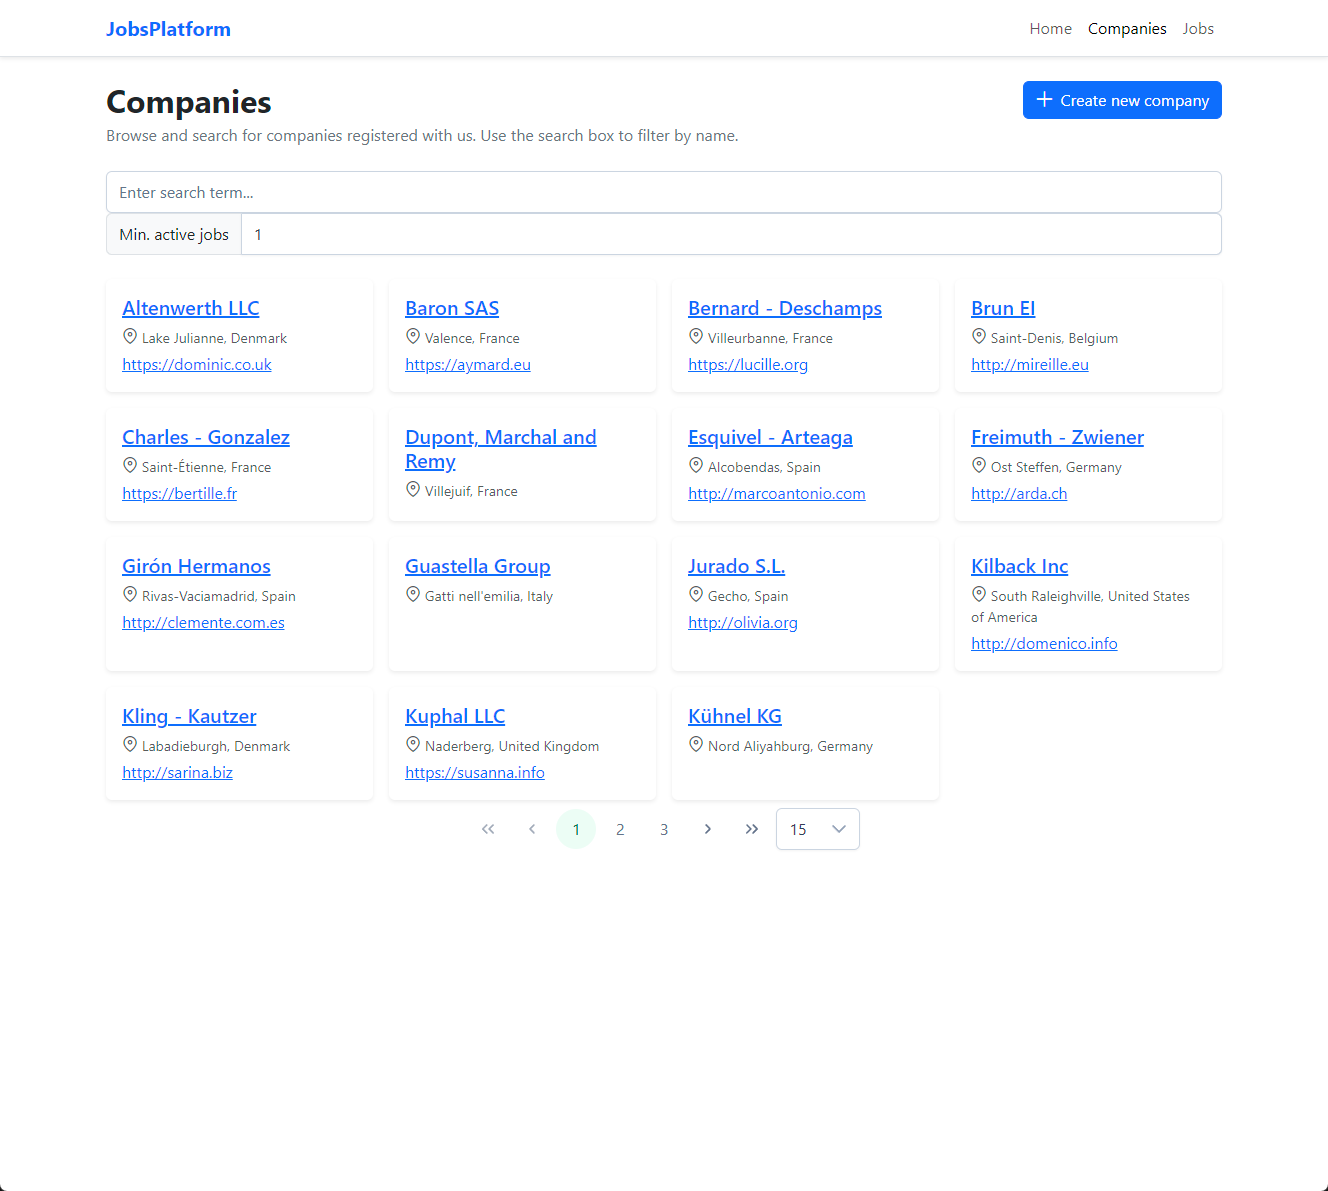 JobsPlatform
Home Companies Jobs
Companies
Create new company
Browse and search for companies registered with us. Use the search box to filter by name.
Enter search term...
Min. active jobs 1
Altenwerth LLC
Lake Julianne, Denmark
https://dominic.co.uk
Baron SAS
Valence, France
https://aymard.eu
Bernard - Deschamps
Villeurbanne, France
https://lucille.org
Brun EI
Saint-Denis, Belgium
http://mireille.eu
Charles - Gonzalez
Saint-Étienne, France
https://bertille.fr
Dupont, Marchal and
Remy
Villejuif, France
Esquivel - Arteaga
Alcobendas, Spain
http://marcoantonio.com
Freimuth - Zwiener
Ost Steffen, Germany
http://arda.ch
Girón Hermanos
Rivas-Vaciamadrid, Spain
http://clemente.com.es
Guastella Group
Gatti nell'emilia, Italy
Jurado S.L.
Gecho, Spain
http://olivia.org
Kilback Inc
South Raleighville, United States
of America
http://domenico.info
Kling - Kautzer
Labadieburgh, Denmark
http://sarina.biz
Kuphal LLC
Naderberg, United Kingdom
https://susanna.info
Kühnel KG
Nord Aliyahburg, Germany
1 2 3 15